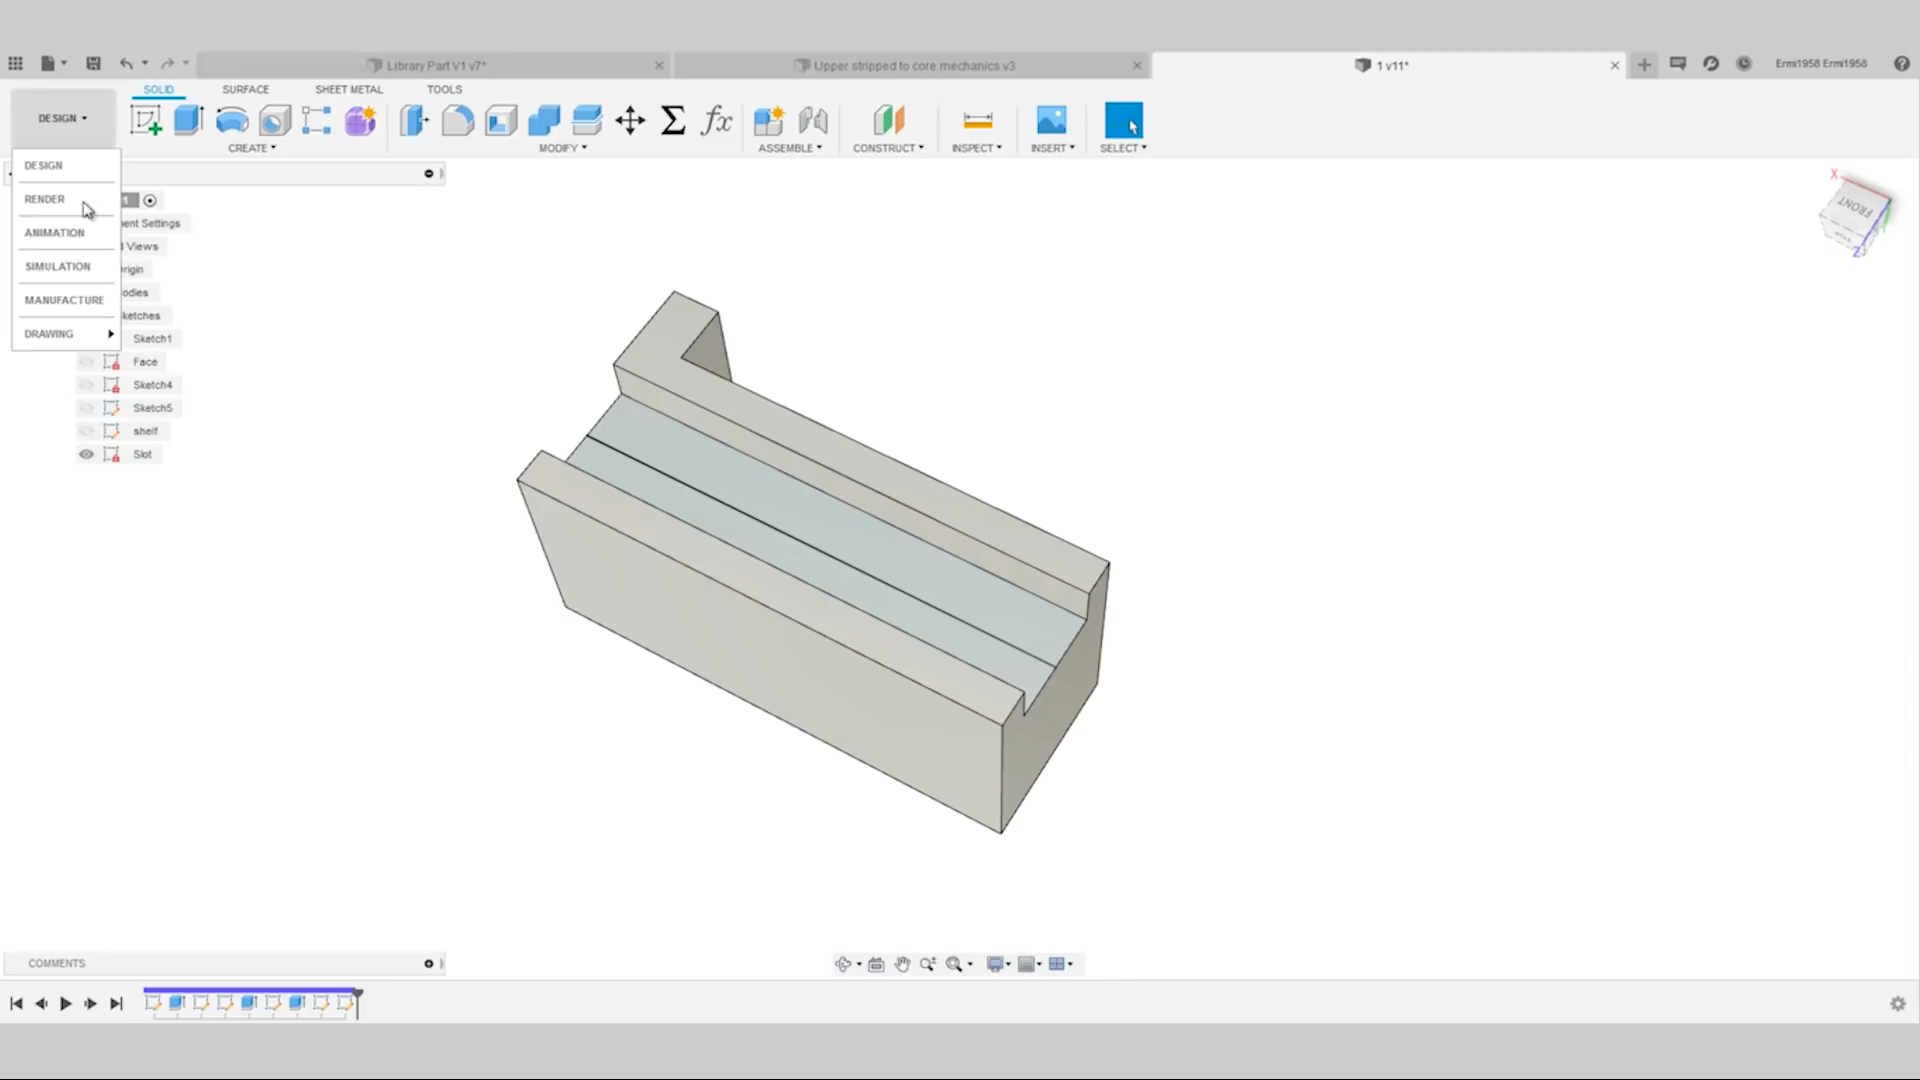 Library Part V1 v7*
Upper stripped to core mechanics v3
1 v11*
Ermi1958 Ermi1958
SOLID
SURFACE
SHEET METAL
TOOLS
DESIGN
CREATE
MODIFY
ASSEMBLE
CONSTRUCT
INSPECT
INSERT
SELECT
DESIGN
RENDER
ANIMATION
SIMULATION
MANUFACTURE
DRAWING
1
ent Settings
Views
rigin
odies
ketches
Sketch1
Face
Sketch4
Sketch5
shelf
Slot
X
FRONT
Z
COMMENTS